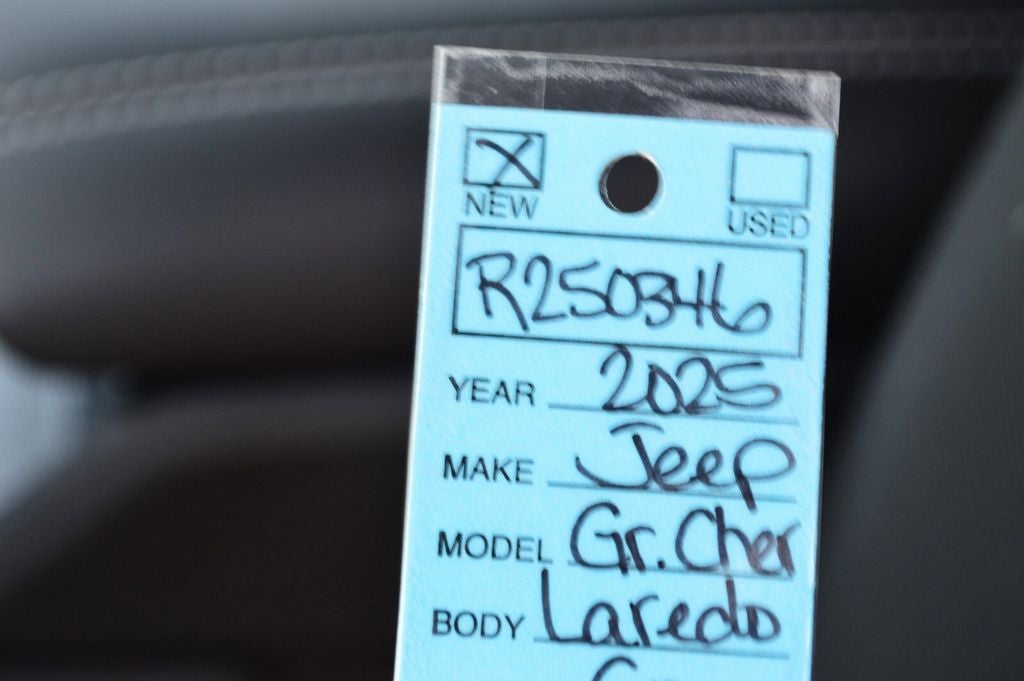 X
NEW USED
R250346
YEAR 2025
MAKE Jeep
MODEL Gr. Cher
BODY Laredo